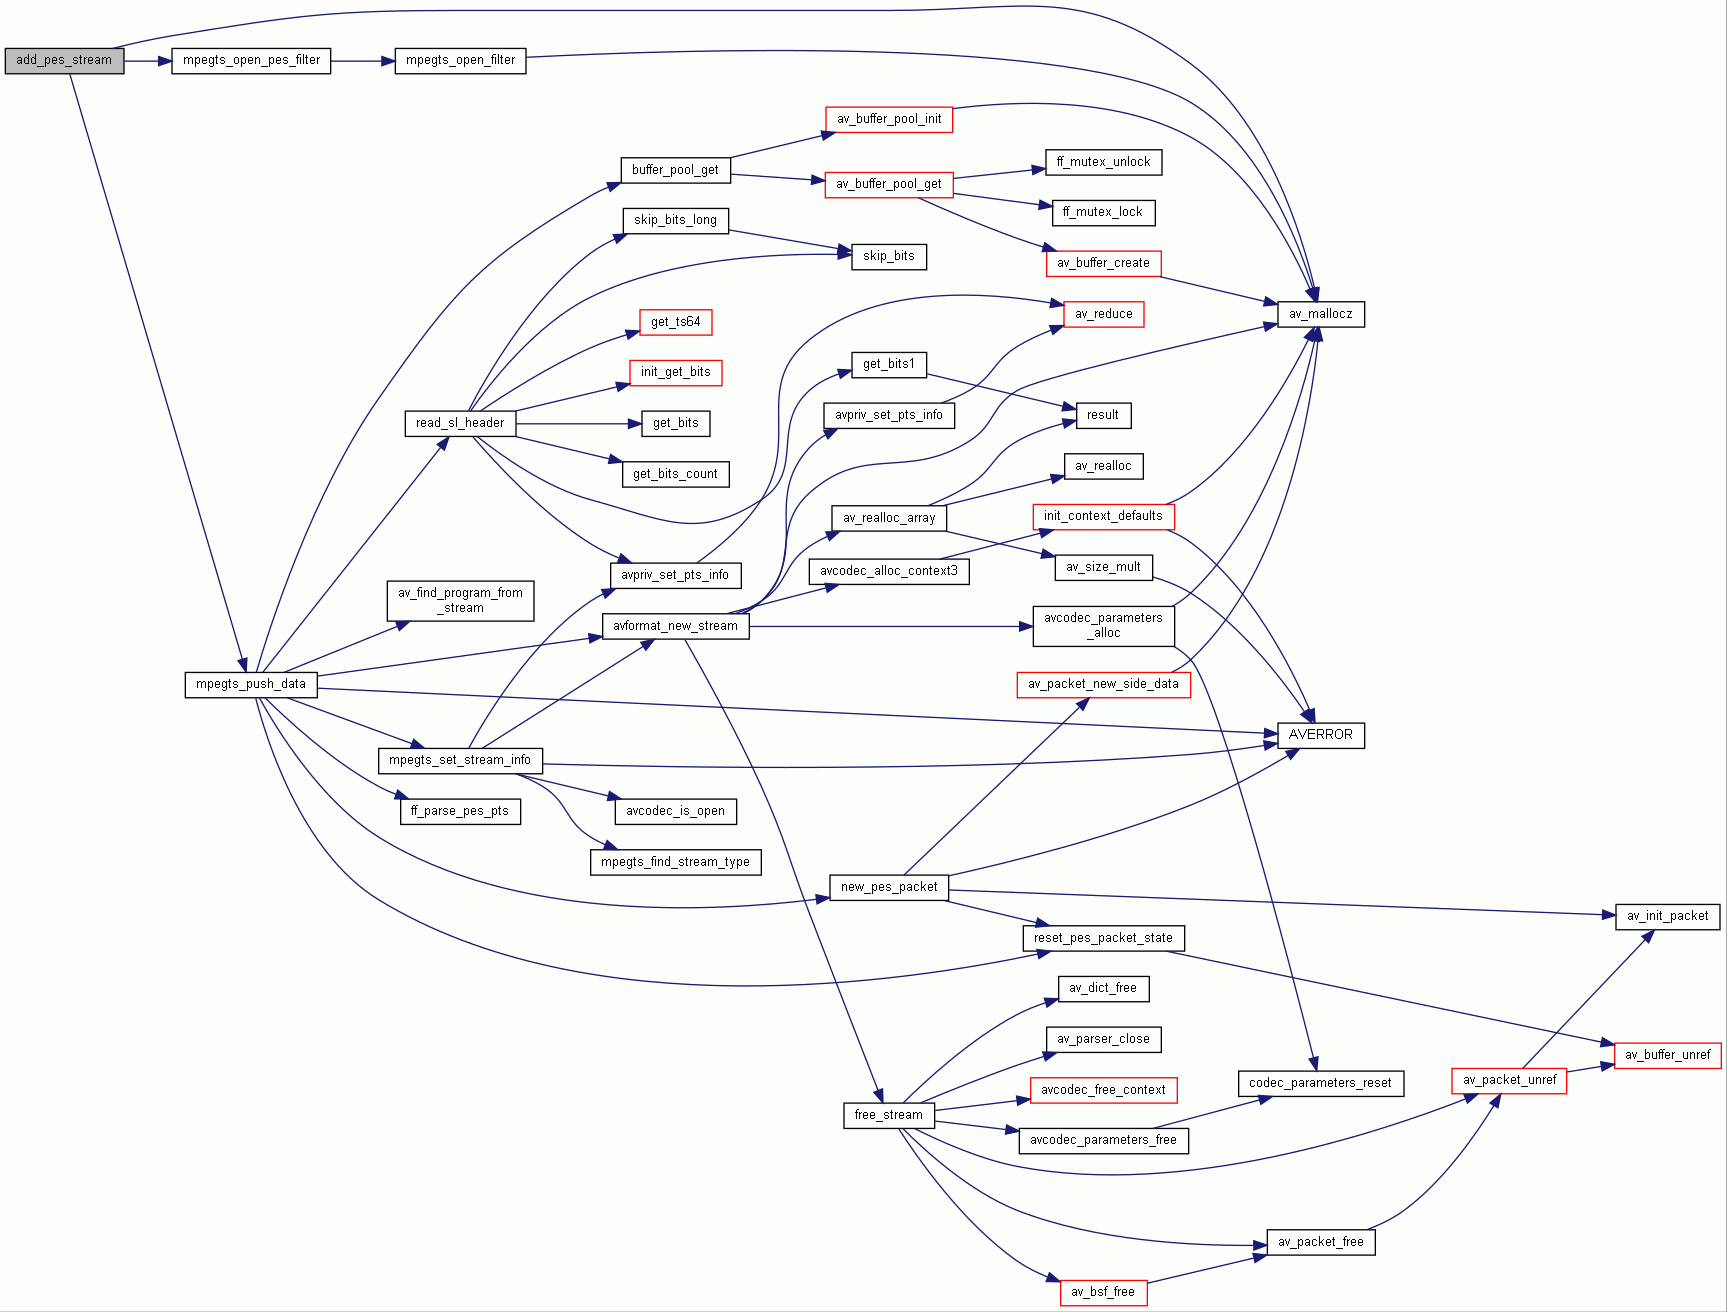 add_pes_stream
mpegts_open_pes_filter
mpegts_open_filter
av_buffer_pool_init
ff_mutex_unlock
buffer_pool_get
av_buffer_pool_get
ff_mutex_lock
skip_bits_long
skip_bits
av_buffer_create
get_ts64
av_reduce
av_mallocz
init_get_bits
get_bits1
read_sl_header
get_bits
avpriv_set_pts_info
result
get_bits_count
av_realloc
av_realloc_array
init_context_defaults
avpriv_set_pts_info
avcodec_alloc_context3
av_size_mult
av_find_program_from
_stream
avformat_new_stream
avcodec_parameters
_alloc
mpegts_push_data
av_packet_new_side_data
AVERROR
mpegts_set_stream_info
ff_parse_pes_pts
avcodec_is_open
mpegts_find_stream_type
new_pes_packet
av_init_packet
reset_pes_packet_state
av_dict_free
av_parser_close
av_buffer_unref
avcodec_free_context
codec_parameters_reset
av_packet_unref
free_stream
avcodec_parameters_free
av_packet_free
av_bsf_free